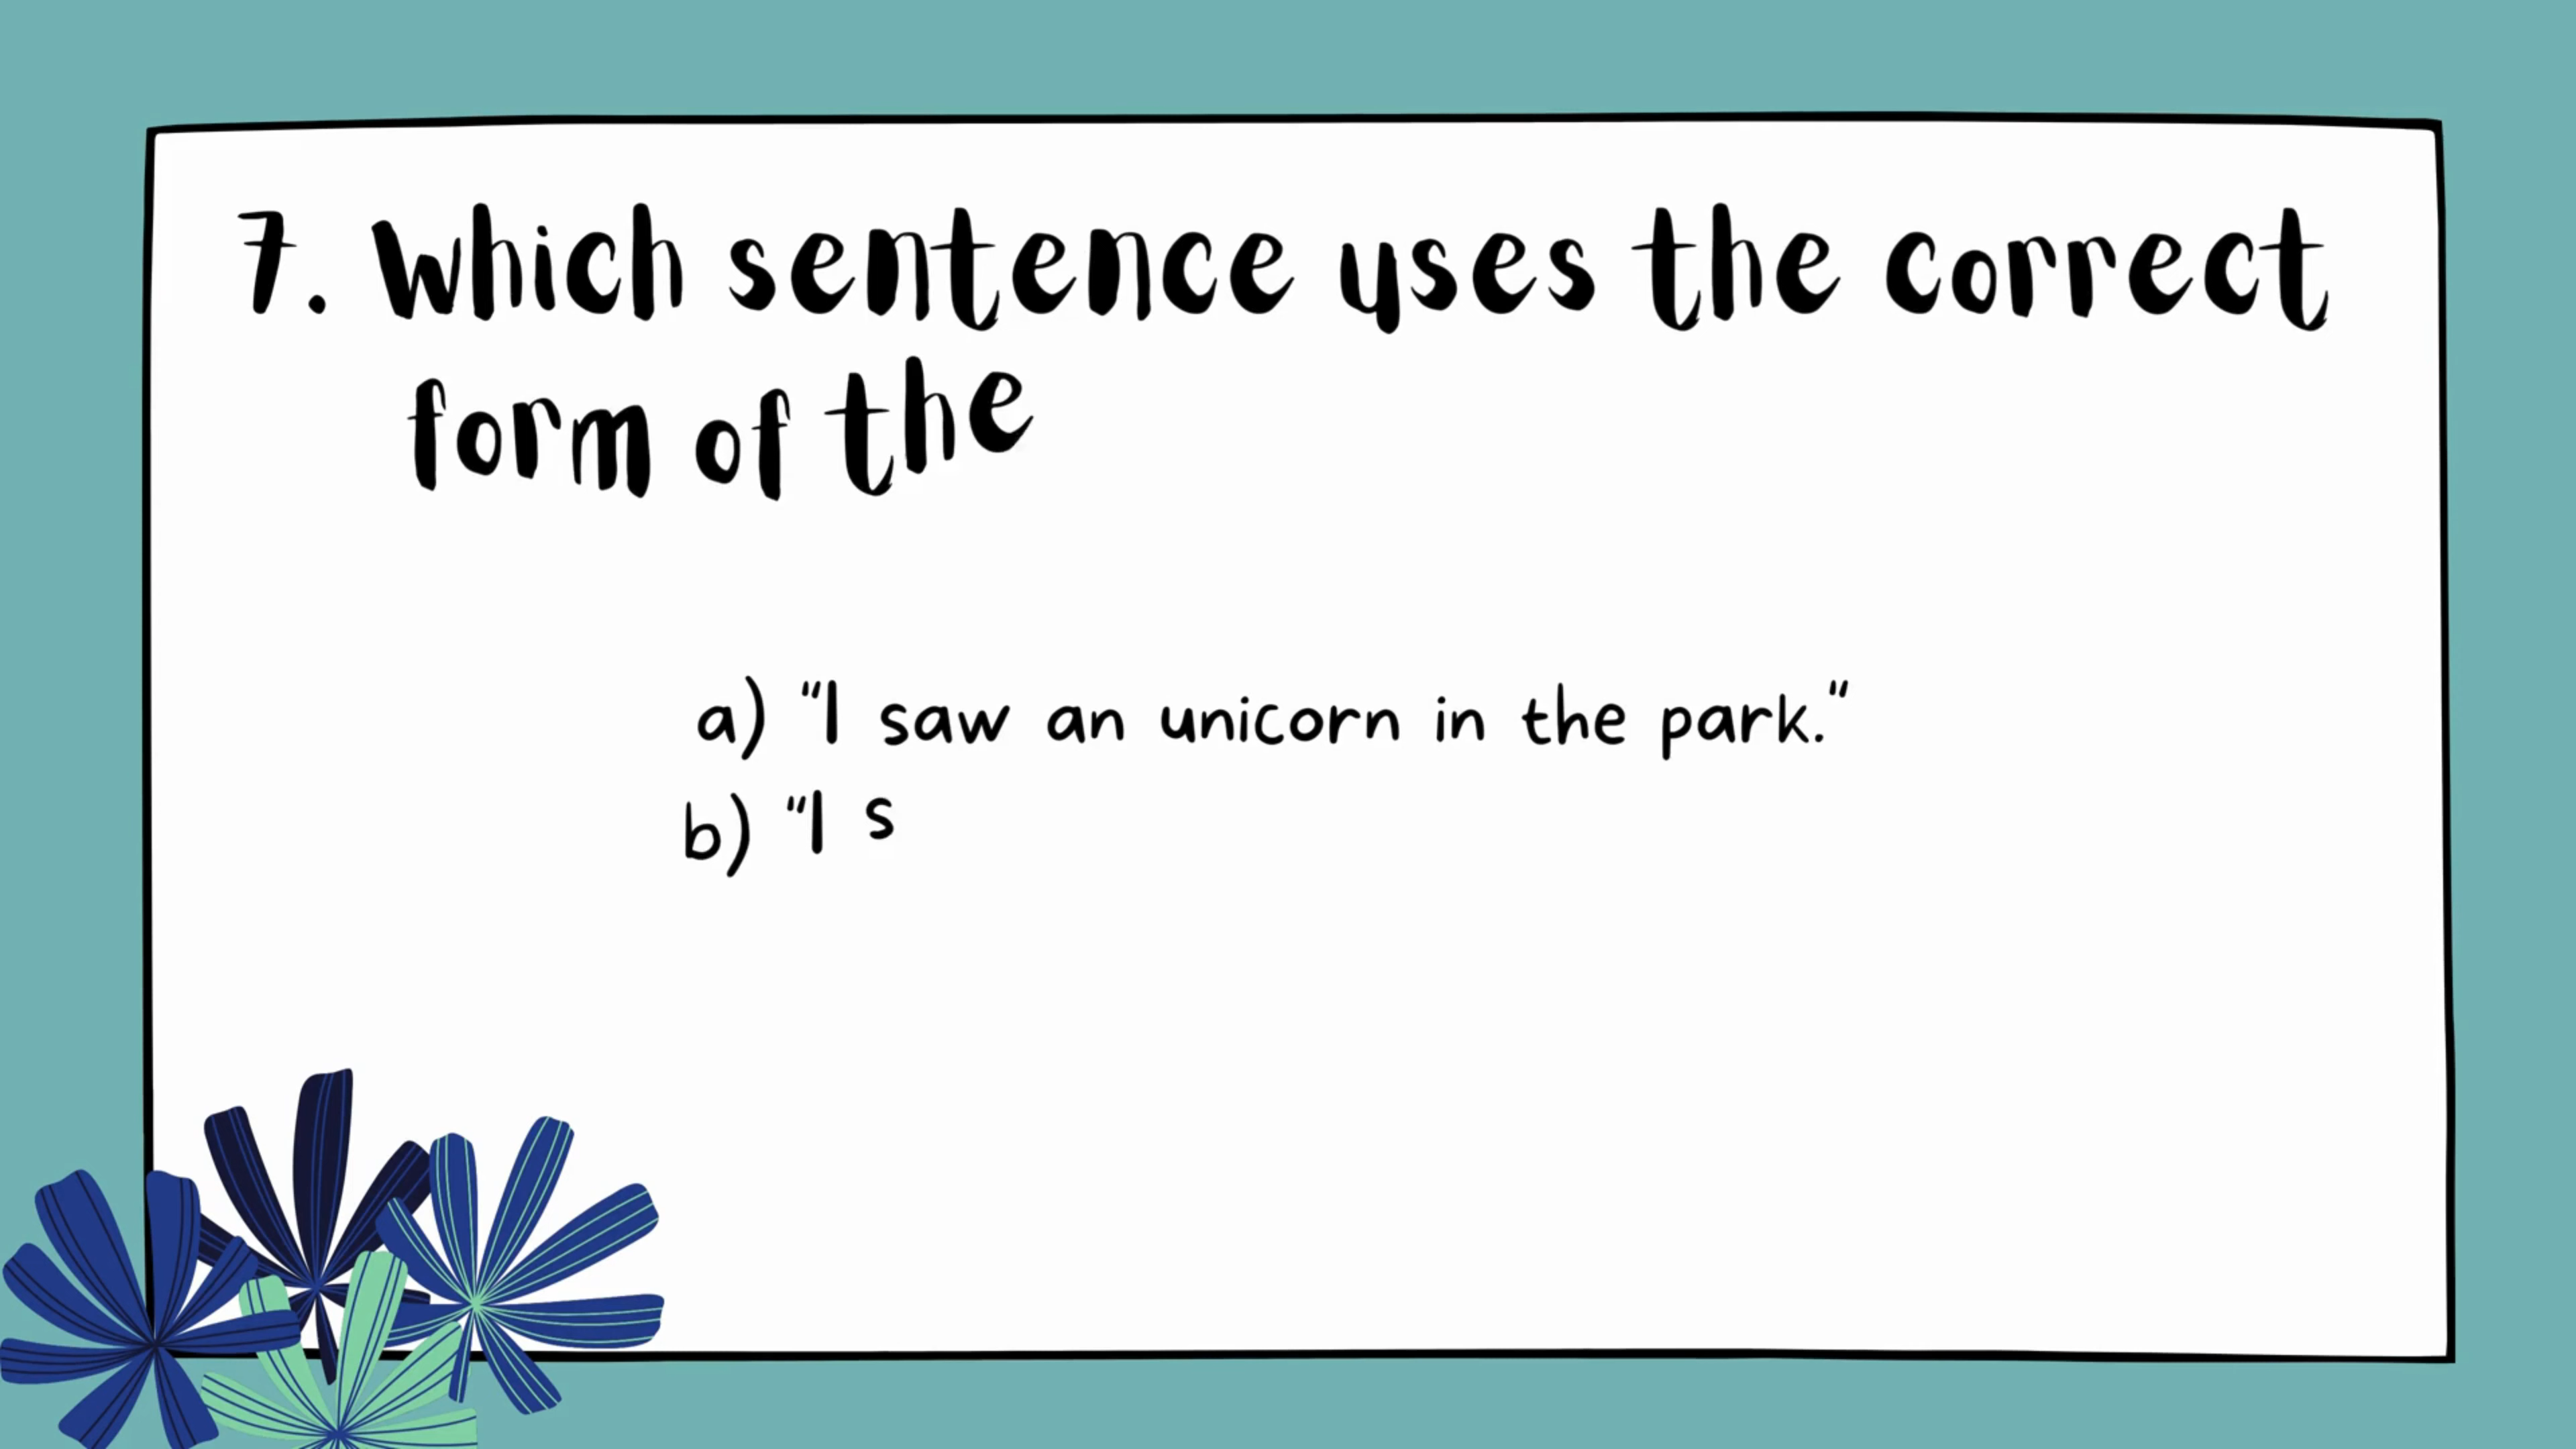 7. Which sentence uses the correct
form of the
a) "I saw an unicorn in the park."
b) "I s